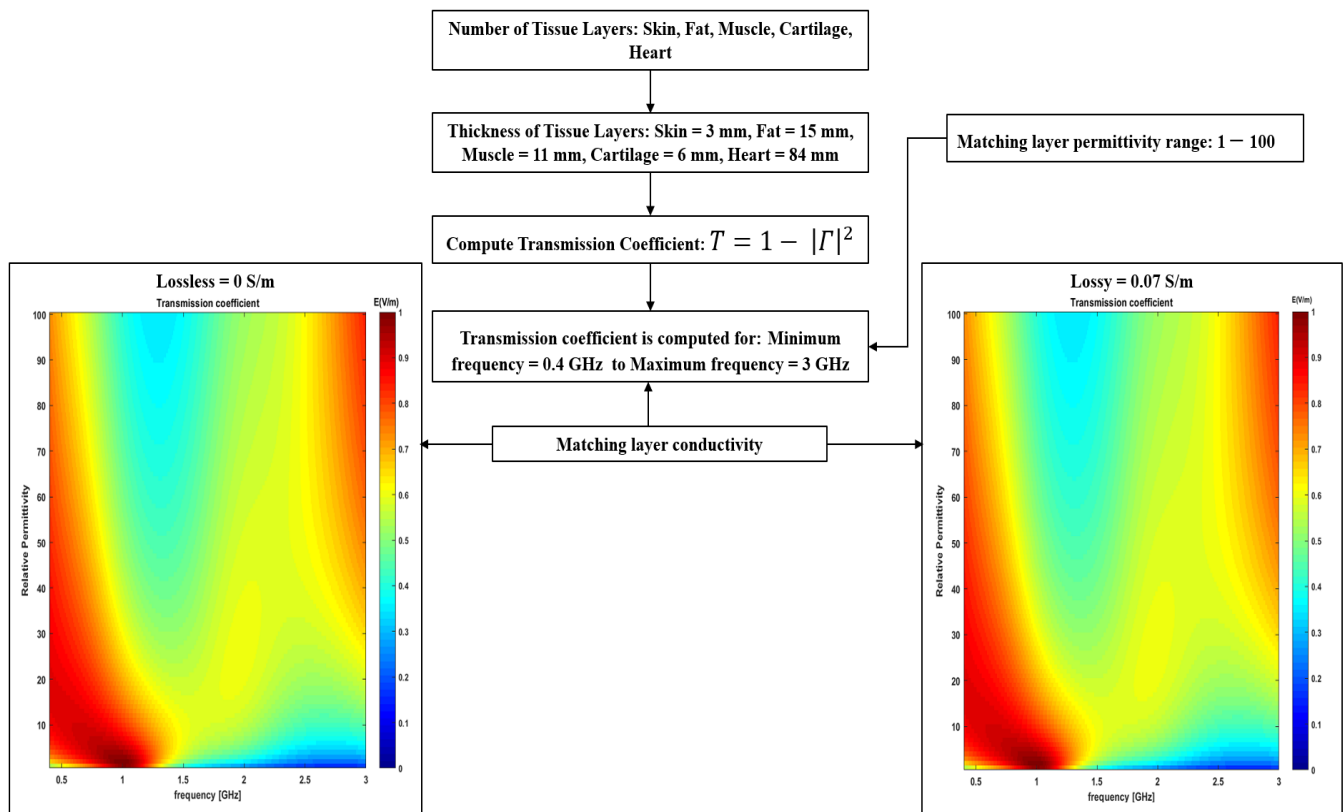 Number of Tissue Layers: Skin, Fat, Muscle, Cartilage,
Heart
Thickness of Tissue Layers: Skin = 3 mm, Fat = 15 mm,
Muscle = 11 mm, Cartilage = 6 mm, Heart = 84 mm
Matching layer permittivity range: 1 – 100
Compute Transmission Coefficient: T = 1 − |Γ|²
Transmission coefficient is computed for: Minimum
frequency = 0.4 GHz to Maximum frequency = 3 GHz
Matching layer conductivity
Lossless = 0 S/m
Transmission coefficient
E(V/m)
100
90
80
70
60
50
40
30
20
10
Relative Permittivity
0.5 1 1.5 2 2.5 3
frequency [GHz]
1
0.9
0.8
0.7
0.6
0.5
0.4
0.3
0.2
0.1
0
Lossy = 0.07 S/m
Transmission coefficient
E(V/m)
100
90
80
70
60
50
40
30
20
10
Relative Permittivity
0.5 1 1.5 2 2.5 3
frequency [GHz]
1
0.9
0.8
0.7
0.6
0.5
0.4
0.3
0.2
0.1
0